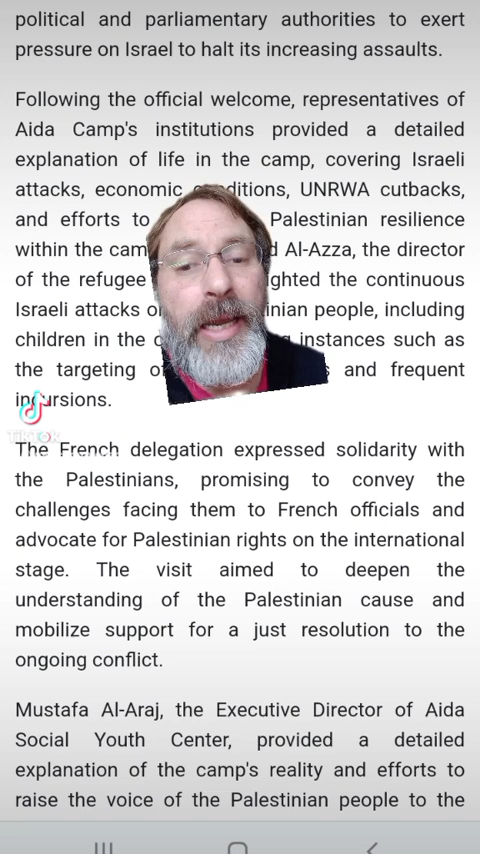 political and parliamentary authorities to exert
pressure on Israel to halt its increasing assaults.
Following the official welcome, representatives of
Aida Camp's institutions provided a detailed
explanation of life in the camp, covering Israeli
attacks, economic ditions, UNRWA cutbacks,
and efforts to Palestinian resilience
within the cam d Al-Azza, the director
of the refugee ighted the continuous
Israeli attacks o inian people, including
children in the c instances such as
the targeting o and frequent
incursions.
TikTok
The French delegation expressed solidarity with
the Palestinians, promising to convey the
challenges facing them to French officials and
advocate for Palestinian rights on the international
stage. The visit aimed to deepen the
understanding of the Palestinian cause and
mobilize support for a just resolution to the
ongoing conflict.
Mustafa Al-Araj, the Executive Director of Aida
Social Youth Center, provided a detailed
explanation of the camp's reality and efforts to
raise the voice of the Palestinian people to the